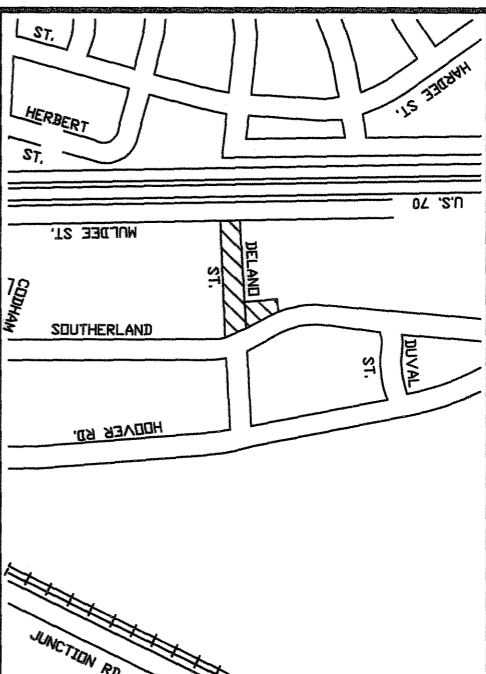 ST.
HARDEE ST.
HERBERT
ST.
U.S. 70
MULDEE ST.
DELAND
ST.
CODHAM
SOUTHERLAND
DUVAL
ST.
HOOVER RD.
JUNCTION RD